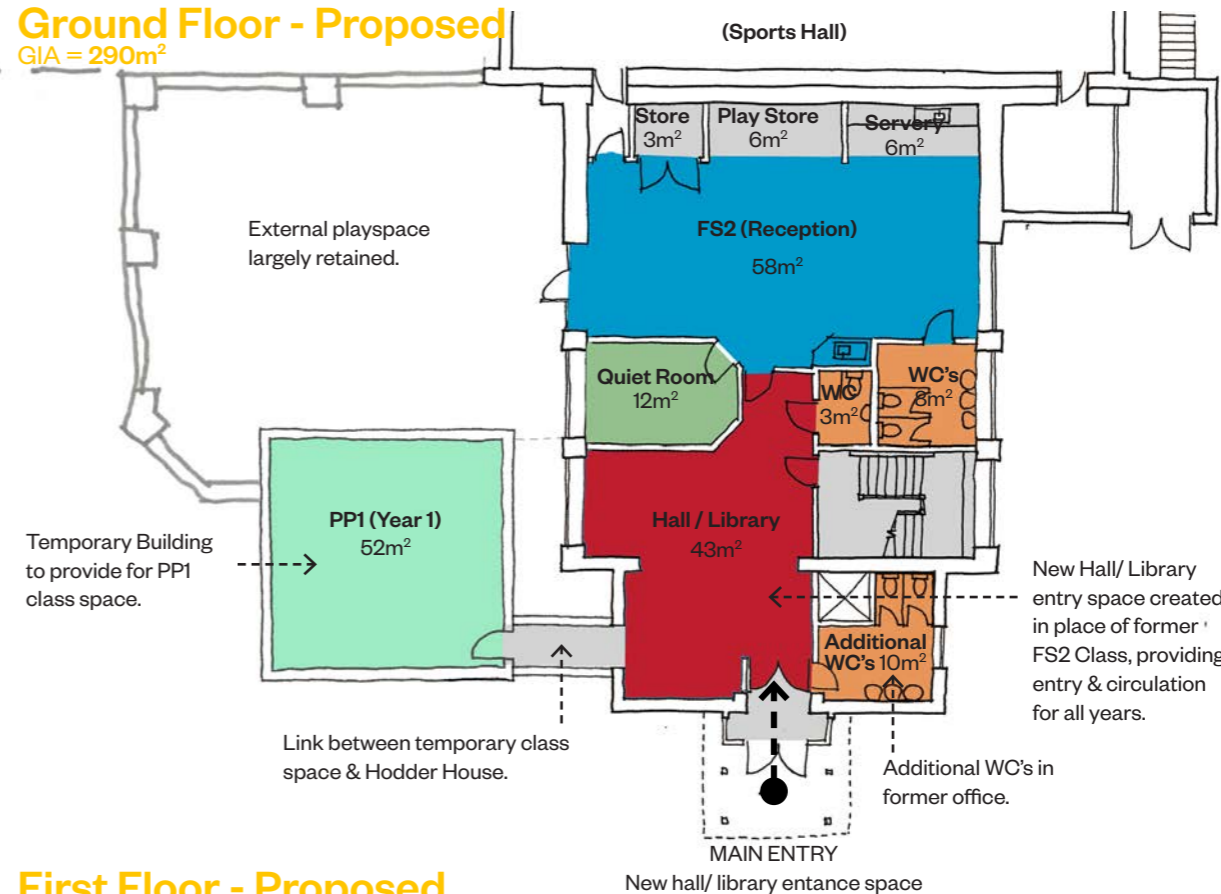 Ground Floor - Proposed
GIA = 290m²
(Sports Hall)
Store
3m²
Play Store
6m²
Servery
6m²
External playspace
largely retained.
FS2 (Reception)
58m²
Quiet Room
12m²
WC
3m²
WC's
8m²
PP1 (Year 1)
52m²
Hall / Library
43m²
Temporary Building
to provide for PP1
class space.
New Hall/ Library
entry space created
in place of former
FS2 Class, providing
entry & circulation
for all years.
Additional
WC's 10m²
Link between temporary class
space & Hodder House.
Additional WC's in
former office.
MAIN ENTRY
New hall/ library entance space
First Floor - Proposed